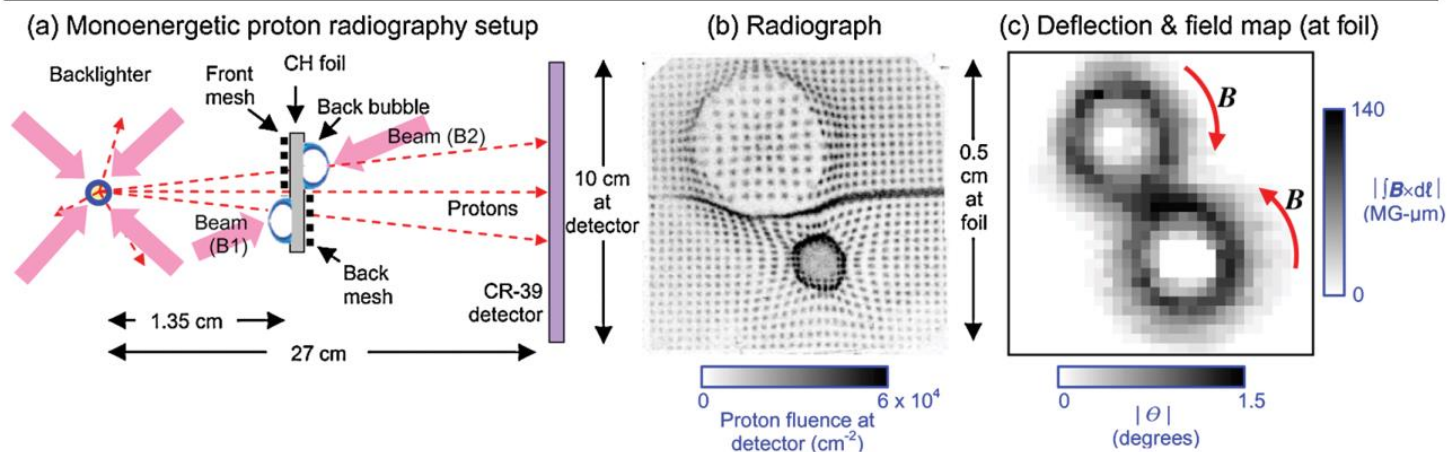 (a) Monoenergetic proton radiography setup
Backlighter
Front
mesh
CH foil
Back bubble
Beam (B2)
Protons
Beam
(B1)
Back
mesh
CR-39
detector
1.35 cm
27 cm
10 cm
at
detector
(b) Radiograph
0.5
cm
at
foil
0
6 x 10⁴
Proton fluence at
detector (cm⁻²)
(c) Deflection & field map (at foil)
B
B
140
|∫B×dℓ|
(MG-μm)
0
0
1.5
|Θ|
(degrees)